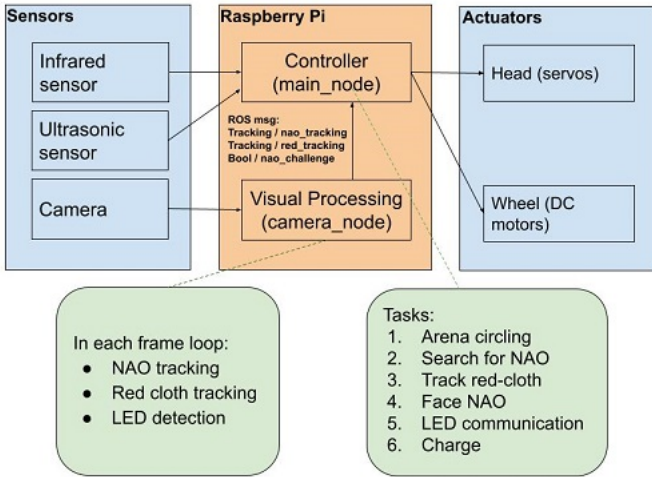 Sensors
Infrared
sensor
Ultrasonic
sensor
Camera
Raspberry Pi
Controller
(main_node)
ROS msg:
Tracking / nao_tracking
Tracking / red_tracking
Bool / nao_challenge
Visual Processing
(camera_node)
Actuators
Head (servos)
Wheel (DC
motors)
In each frame loop:
● NAO tracking
● Red cloth tracking
● LED detection
Tasks:
1. Arena circling
2. Search for NAO
3. Track red-cloth
4. Face NAO
5. LED communication
6. Charge